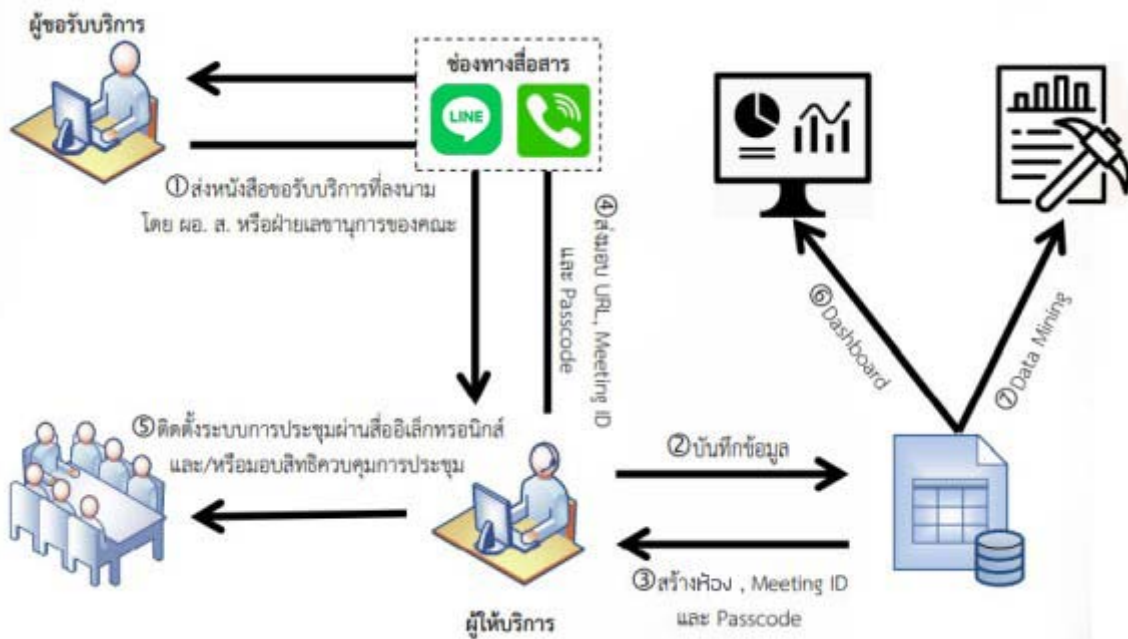 ผู้ขอรับบริการ
ช่องทางสื่อสาร
LINE
①ส่งหนังสือขอรับบริการที่ลงนาม
โดย ผอ. ส. หรือฝ่ายเลขานุการของคณะ
④ส่งมอบ URL, Meeting ID
และ Passcode
⑥Dashboard
⑦Data Mining
⑤ติดตั้งระบบการประชุมผ่านสื่ออิเล็กทรอนิกส์
และ/หรือมอบสิทธิควบคุมการประชุม
②บันทึกข้อมูล
③สร้างห้อง , Meeting ID
และ Passcode
ผู้ให้บริการ